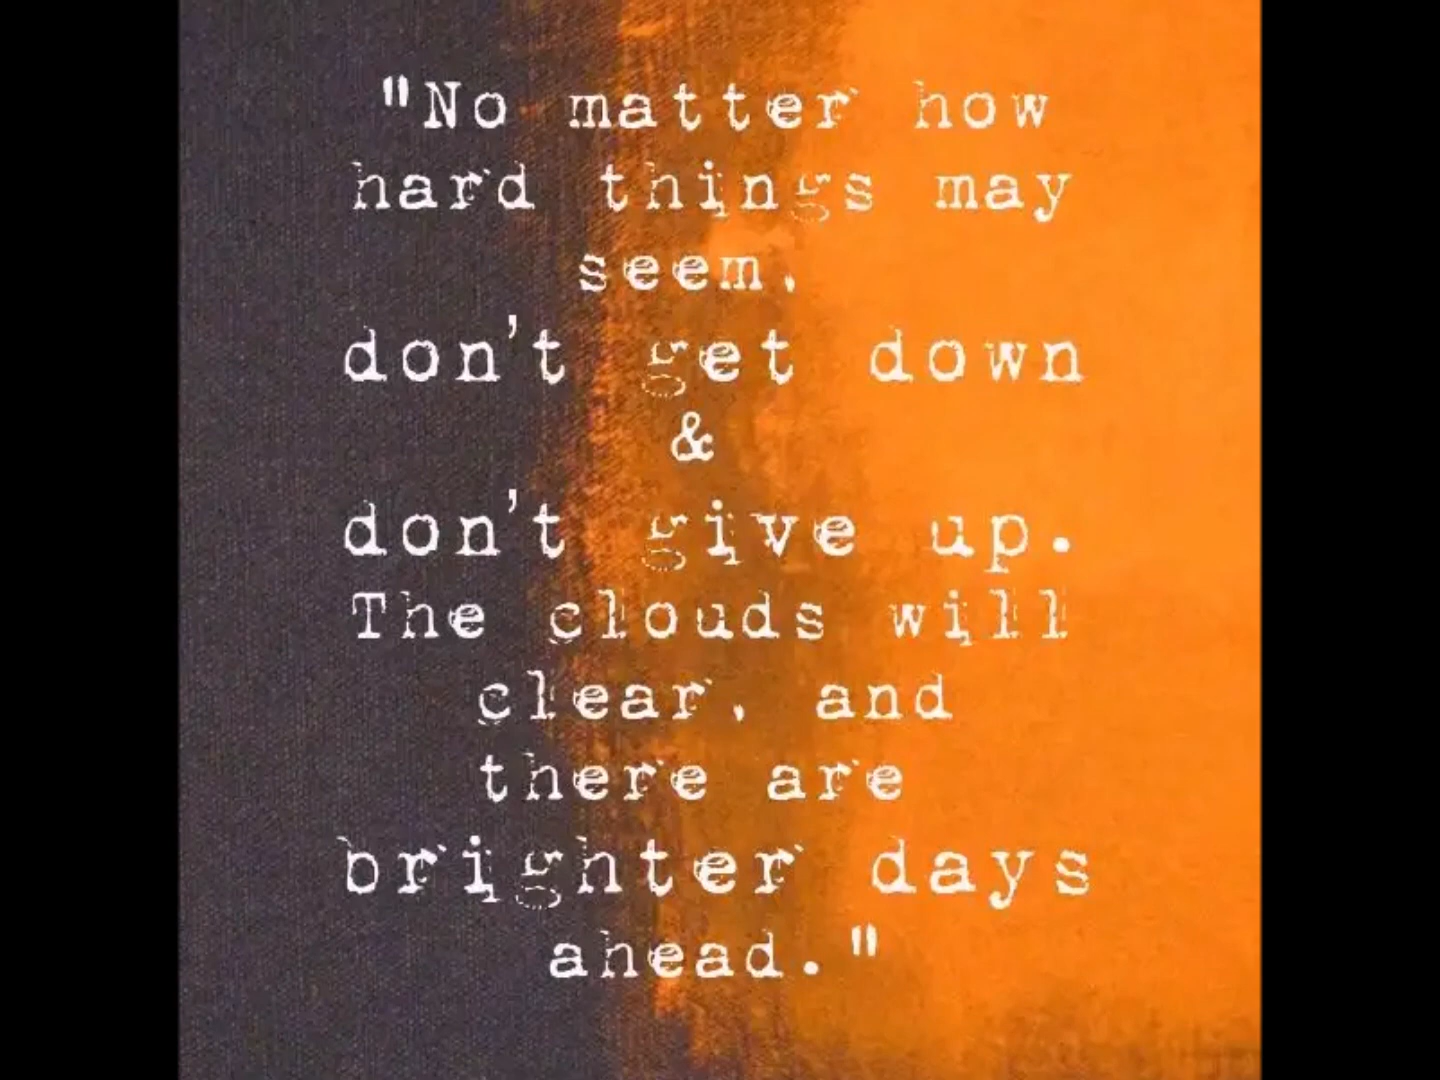 "No matter how
hard things may
seem,
don't get down
&
don't give up.
The clouds will
clear, and
there are
brighter days
ahead."